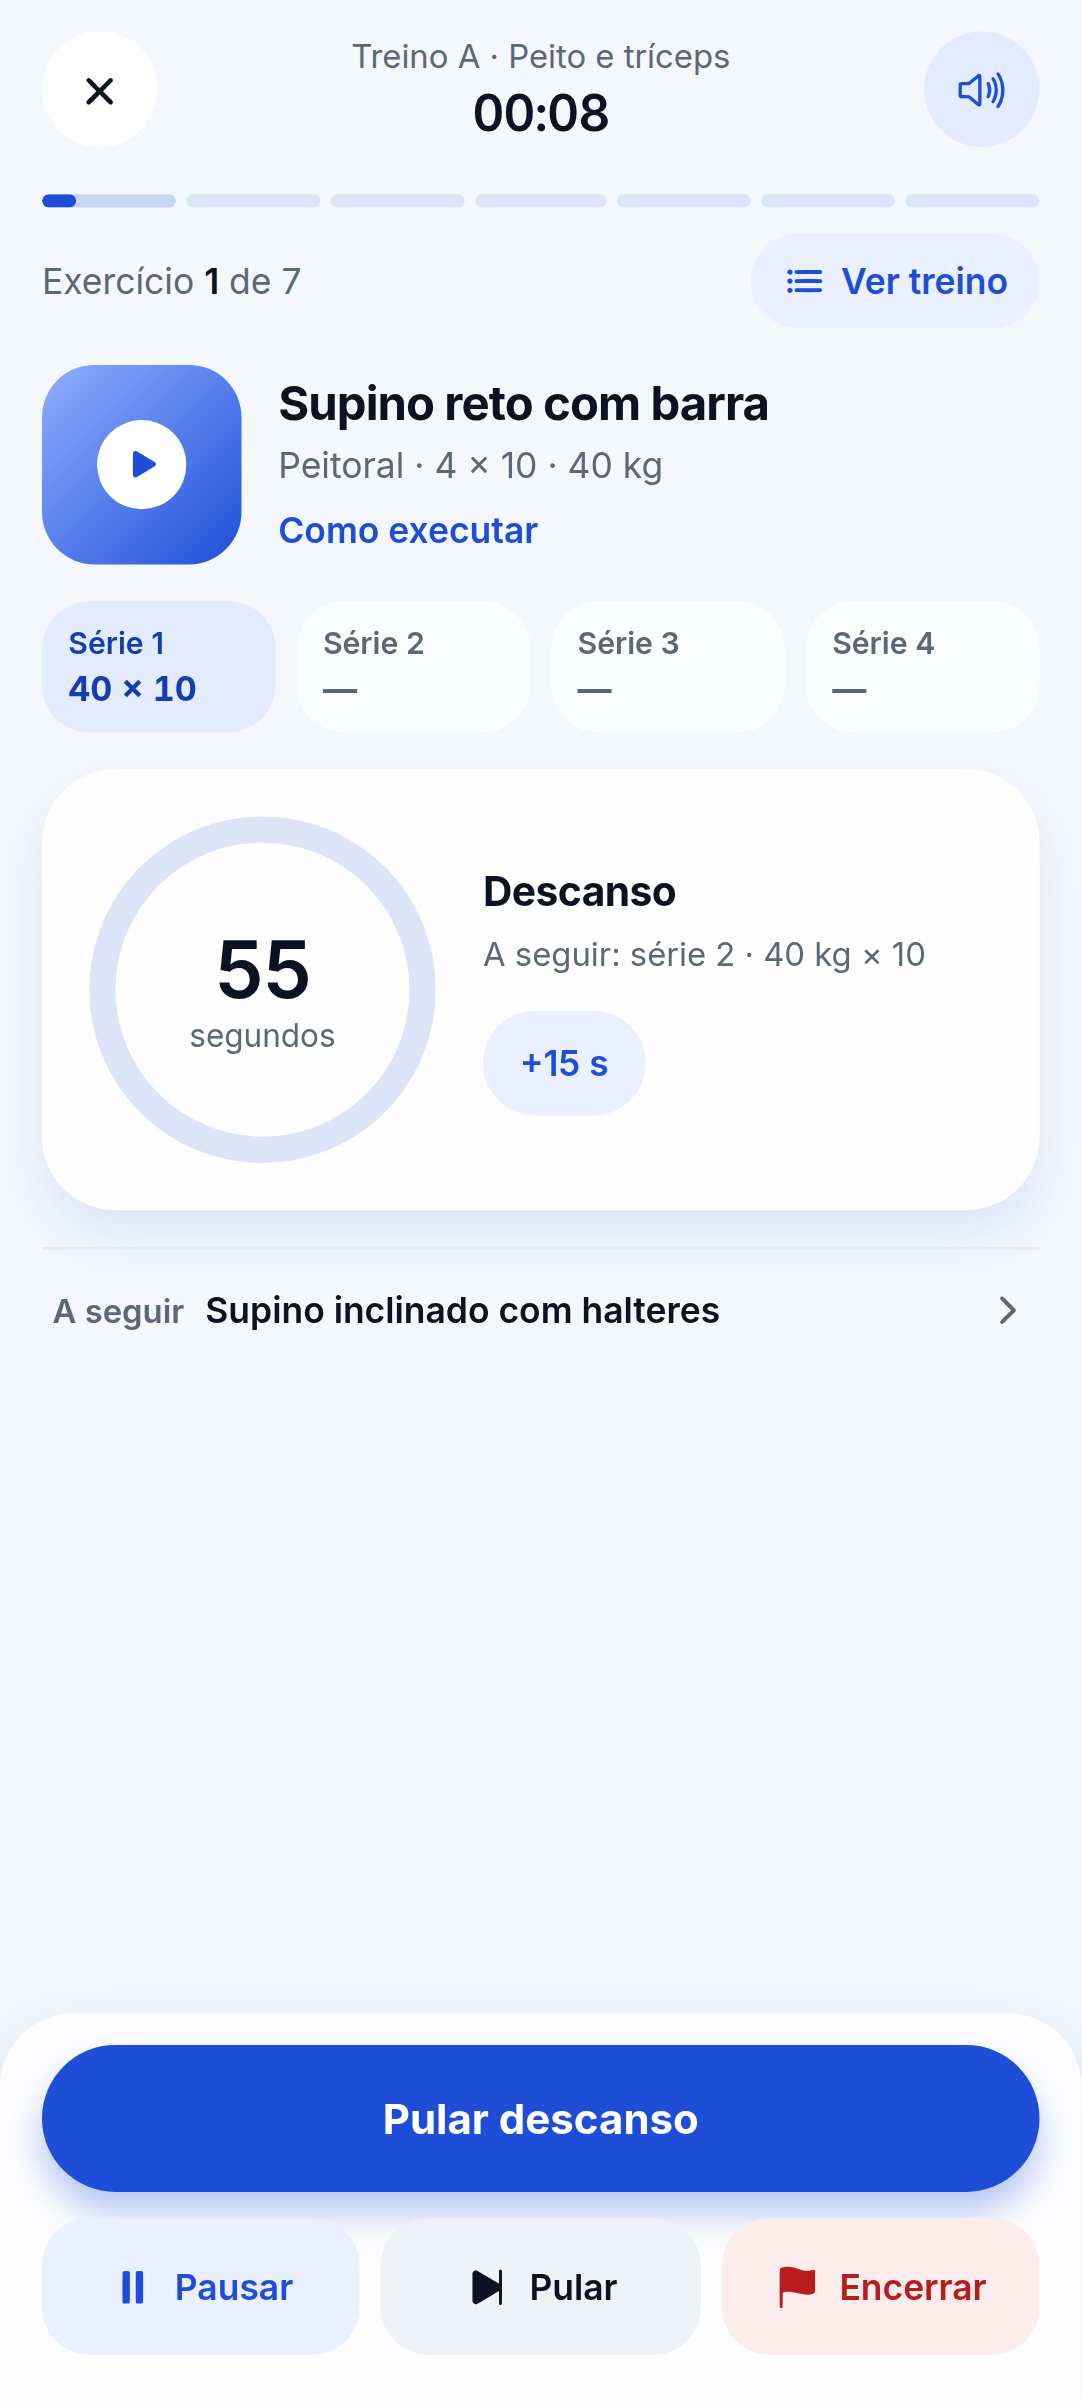 Treino A · Peito e tríceps
00:08
Exercício 1 de 7
Ver treino
Supino reto com barra
Peitoral · 4 × 10 · 40 kg
Como executar
Série 1
40 × 10
Série 2
—
Série 3
—
Série 4
—
55
segundos
Descanso
A seguir: série 2 · 40 kg × 10
+15 s
A seguir Supino inclinado com halteres
Pular descanso
Pausar
Pular
Encerrar